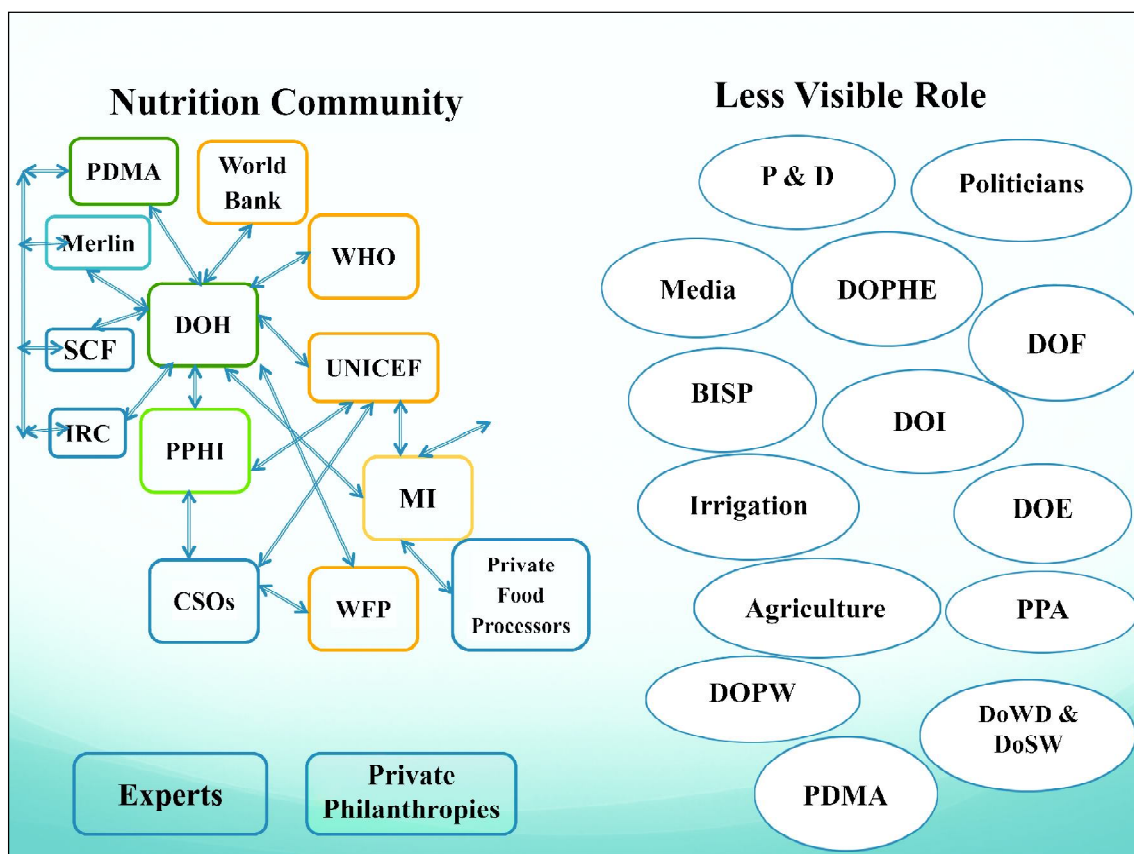 Nutrition Community
PDMA
World
Bank
Merlin
WHO
DOH
SCF
UNICEF
IRC
PPHI
MI
CSOs
WFP
Private
Food
Processors
Experts
Private
Philanthropies
Less Visible Role
P & D
Politicians
Media
DOPHE
DOF
BISP
DOI
Irrigation
DOE
Agriculture
PPA
DOPW
DoWD &
DoSW
PDMA